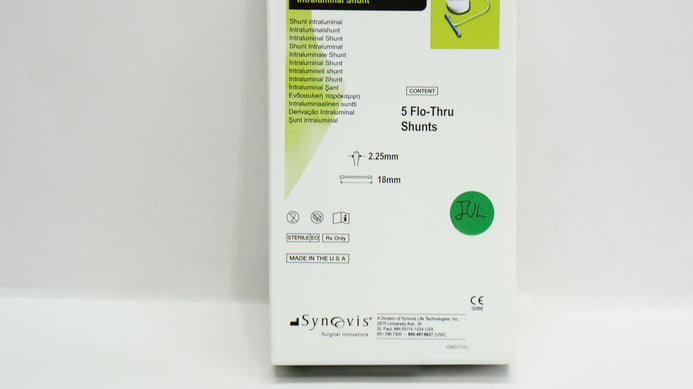 Intraluminal Shunt
Shunt intraluminal
Intraluminalshunt
Intraluminal Shunt
Shunt Intraluminal
Intraluminale Shunt
Intraluminal Shunt
Intraluminell shunt
Intraluminal Shunt
İntraluminal Şant
Ενδοαυλική παράκαμψη
Intraluminaalinen suntti
Derivação Intraluminal
Şunt intraluminal
CONTENT
5 Flo-Thru
Shunts
2.25mm
18mm
JUL
STERILE EO Rx Only
MADE IN THE U S A
CE
0086
Synovis®
Surgical Innovations
A Division of Synovis Life Technologies, Inc.,
2575 University Ave., W.
St. Paul, MN 55114-1024 USA
651.796.7300 • 800.487.9627 (USA)